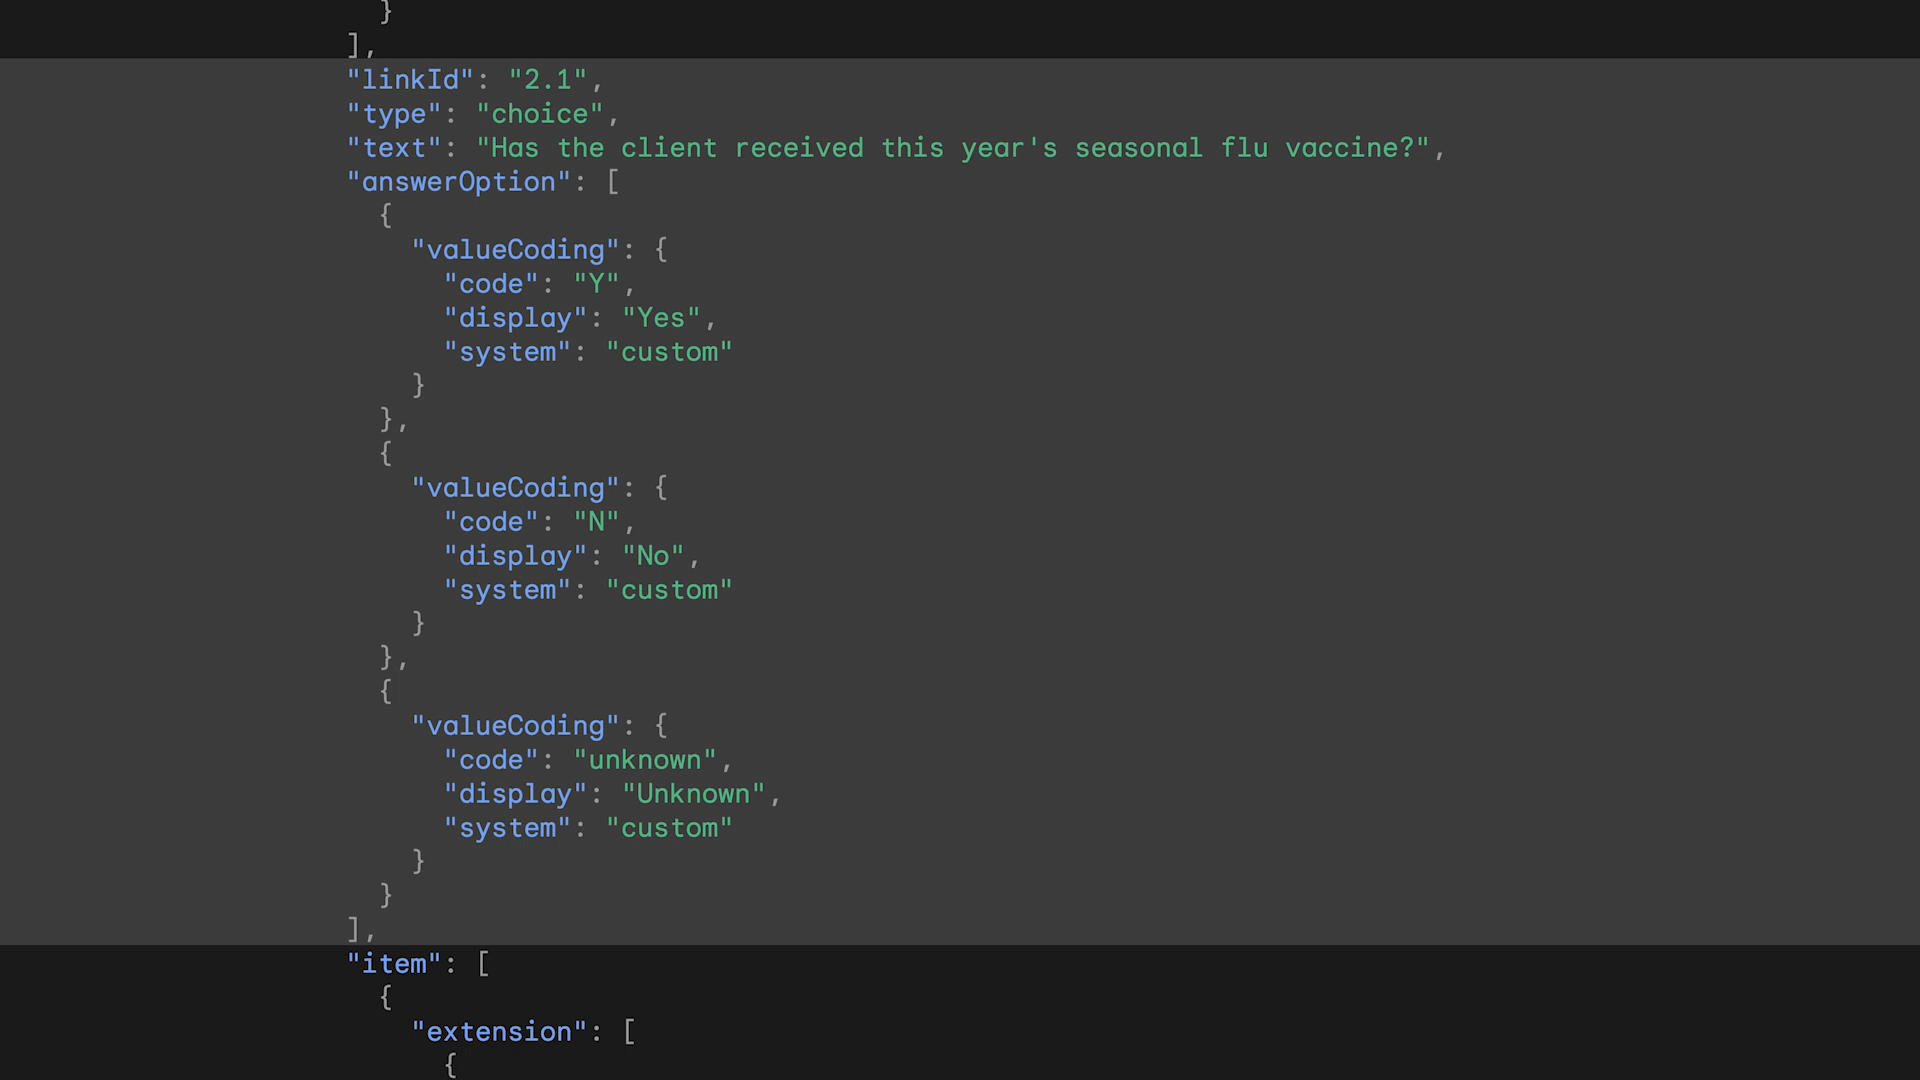 }
],
"linkId": "2.1",
"type": "choice",
"text": "Has the client received this year's seasonal flu vaccine?",
"answerOption": [
{
"valueCoding": {
"code": "Y",
"display": "Yes",
"system": "custom"
}
},
{
"valueCoding": {
"code": "N",
"display": "No",
"system": "custom"
}
},
{
"valueCoding": {
"code": "unknown",
"display": "Unknown",
"system": "custom"
}
}
],
"item": [
{
"extension": [
{